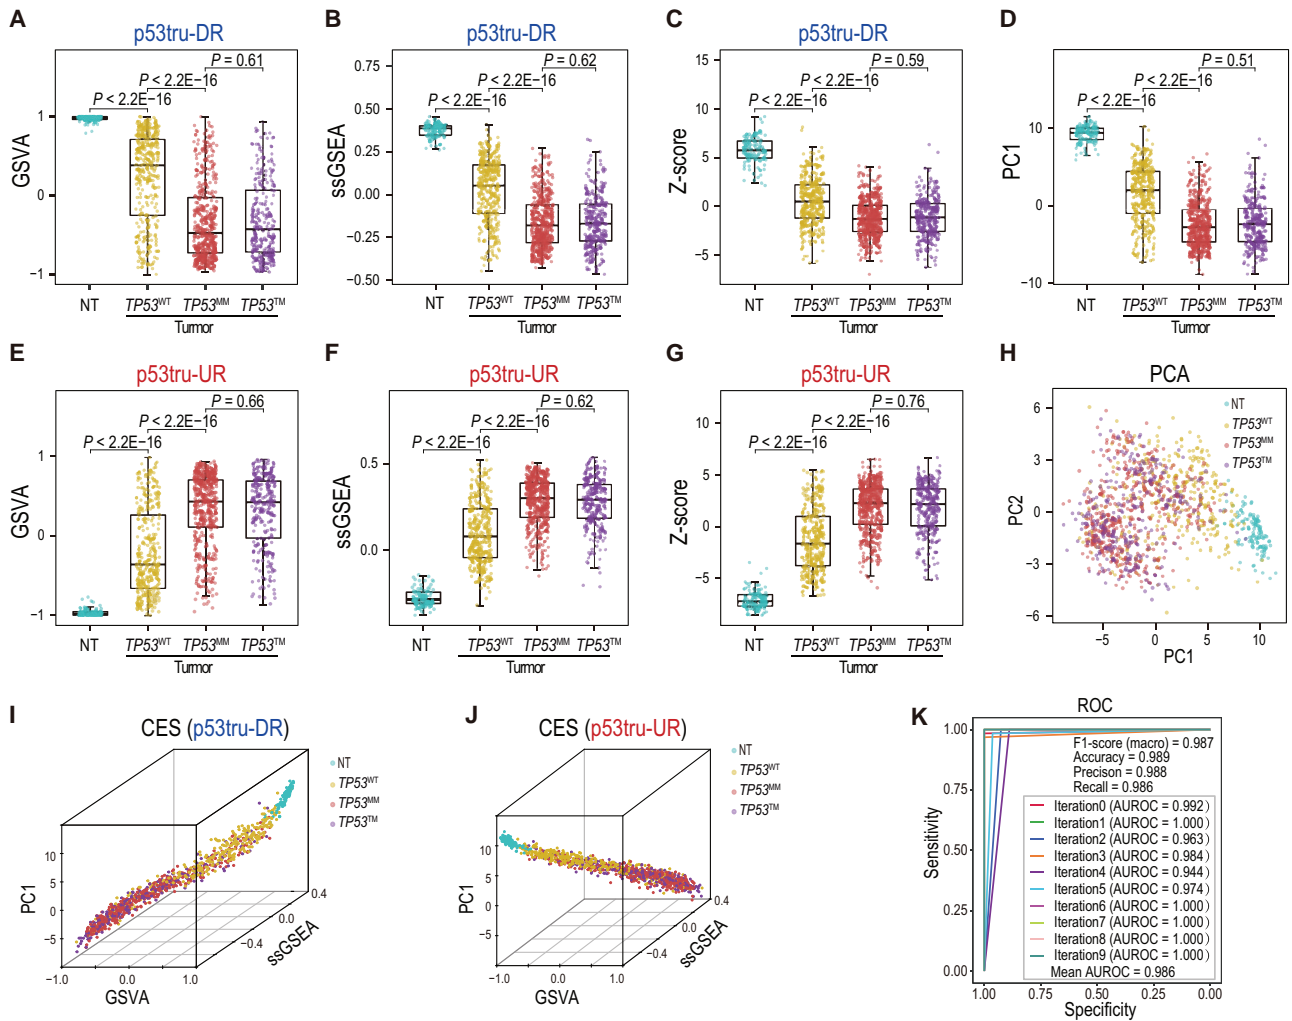 A
p53tru-DR
P < 2.2E−16
P < 2.2E−16
P = 0.61
GSVA
1
0
−1
NT
TP53WT
TP53MM
TP53TM
Turmor
B
p53tru-DR
P < 2.2E−16
P < 2.2E−16
P = 0.62
ssGSEA
0.75
0.50
0.25
0.00
−0.25
−0.50
NT
TP53WT
TP53MM
TP53TM
Turmor
C
p53tru-DR
P < 2.2E−16
P < 2.2E−16
P = 0.59
Z-score
15
10
5
0
−5
NT
TP53WT
TP53MM
TP53TM
Turmor
D
P < 2.2E−16
P < 2.2E−16
P = 0.51
PC1
10
0
−10
NT
TP53WT
TP53MM
TP53TM
Turmor
E
p53tru-UR
P < 2.2E−16
P < 2.2E−16
P = 0.66
GSVA
1
0
−1
NT
TP53WT
TP53MM
TP53TM
Turmor
F
p53tru-UR
P < 2.2E−16
P < 2.2E−16
P = 0.62
ssGSEA
0.5
0.0
NT
TP53WT
TP53MM
TP53TM
Turmor
G
p53tru-UR
P < 2.2E−16
P < 2.2E−16
P = 0.76
Z-score
10
5
0
−5
NT
TP53WT
TP53MM
TP53TM
Turmor
H
PCA
NT
TP53WT
TP53MM
TP53TM
PC2
6
3
0
−3
−6
−5
0
5
10
PC1
I
CES (p53tru-DR)
NT
TP53WT
TP53MM
TP53TM
PC1
10
5
0
−5
−1.0
0.0
1.0
GSVA
−0.4
0.0
0.4
ssGSEA
J
CES (p53tru-UR)
NT
TP53WT
TP53MM
TP53TM
PC1
10
5
0
−5
−1.0
0.0
1.0
GSVA
−0.4
0.0
0.4
ssGSEA
K
ROC
F1-score (macro) = 0.987
Accuracy = 0.989
Precison = 0.988
Recall = 0.986
Iteration0 (AUROC = 0.992)
Iteration1 (AUROC = 1.000)
Iteration2 (AUROC = 0.963)
Iteration3 (AUROC = 0.984)
Iteration4 (AUROC = 0.944)
Iteration5 (AUROC = 0.974)
Iteration6 (AUROC = 1.000)
Iteration7 (AUROC = 1.000)
Iteration8 (AUROC = 1.000)
Iteration9 (AUROC = 1.000)
Mean AUROC = 0.986
Sensitivity
1.00
0.75
0.50
0.25
0.00
1.00
0.75
0.50
0.25
0.00
Specificity